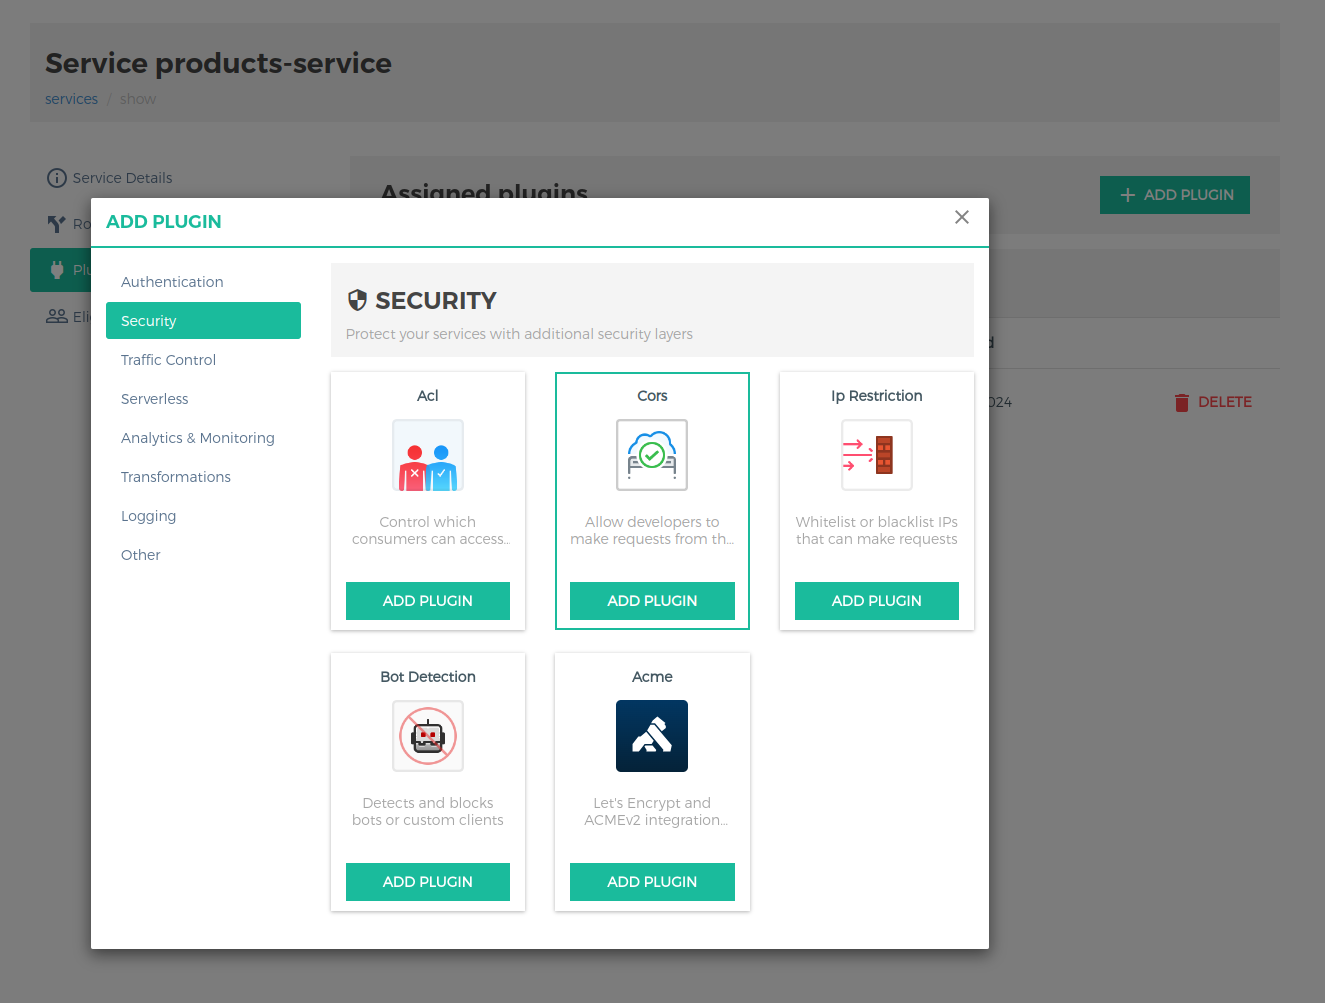 Service products-service
services / show
Service Details
Assigned plugins
ADD PLUGIN
ADD PLUGIN
Authentication
Security
Traffic Control
Serverless
Analytics & Monitoring
Transformations
Logging
Other
SECURITY
Protect your services with additional security layers
Acl
Control which
consumers can access...
ADD PLUGIN
Cors
Allow developers to
make requests from th...
ADD PLUGIN
Ip Restriction
Whitelist or blacklist IPs
that can make requests
ADD PLUGIN
Bot Detection
Detects and blocks
bots or custom clients
ADD PLUGIN
Acme
Let's Encrypt and
ACMEv2 integration...
ADD PLUGIN
DELETE